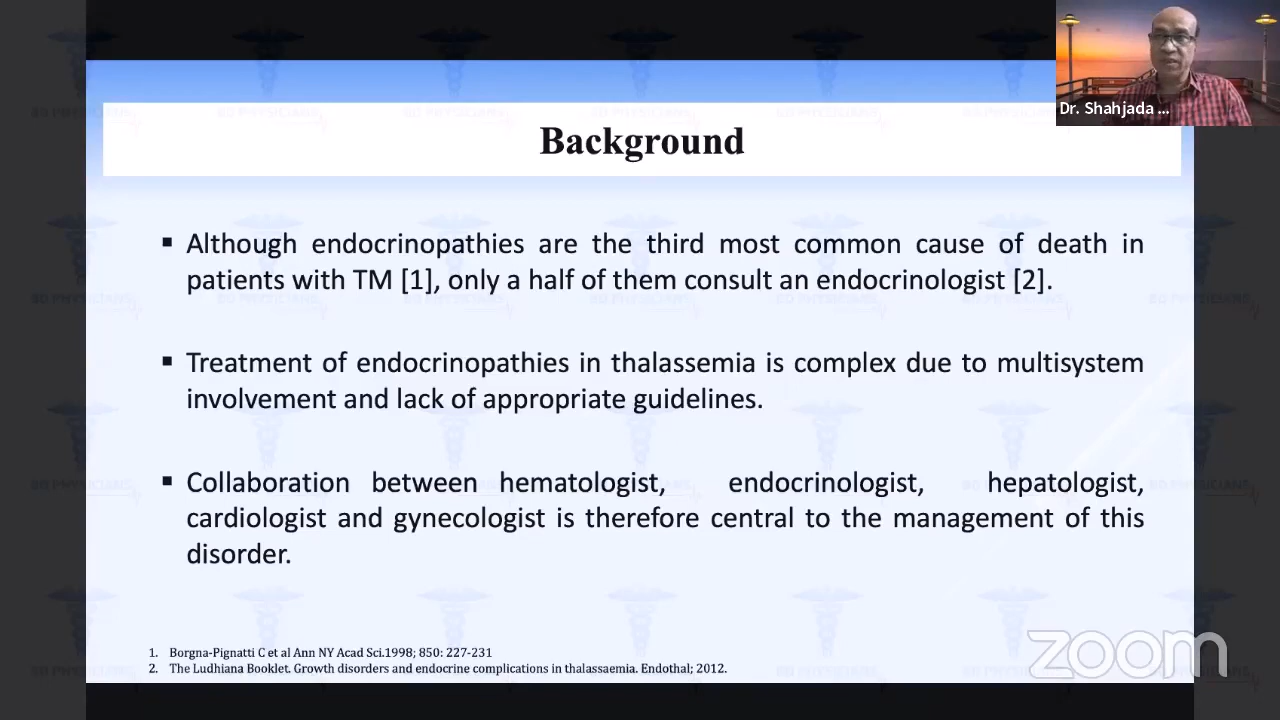 Dr. Shahjada ...
Background
▪ Although endocrinopathies are the third most common cause of death in
patients with TM [1], only a half of them consult an endocrinologist [2].
▪ Treatment of endocrinopathies in thalassemia is complex due to multisystem
involvement and lack of appropriate guidelines.
▪ Collaboration between hematologist, endocrinologist, hepatologist,
cardiologist and gynecologist is therefore central to the management of this
disorder.
1. Borgna-Pignatti C et al Ann NY Acad Sci.1998; 850: 227-231
2. The Ludhiana Booklet. Growth disorders and endocrine complications in thalassaemia. Endothal; 2012.
zoom
BD PHYSICIANS